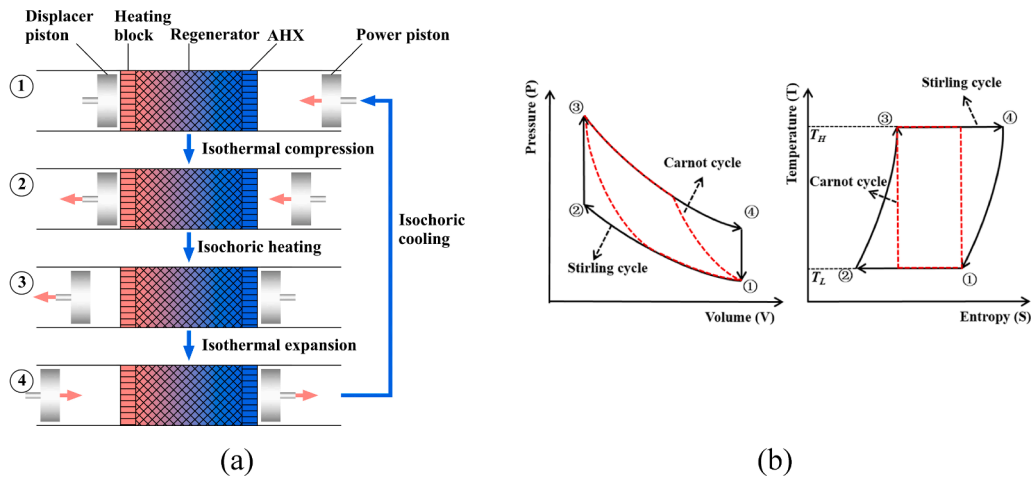 Displacer piston
Heating block
Regenerator
AHX
Power piston
①
Isothermal compression
②
Isochoric heating
③
Isothermal expansion
④
Isochoric cooling
(a)
Pressure (P)
③
Carnot cycle
②
④
Stirling cycle
①
Volume (V)
Temperature (T)
Stirling cycle
③
④
T_H
Carnot cycle
T_L
②
①
Entropy (S)
(b)